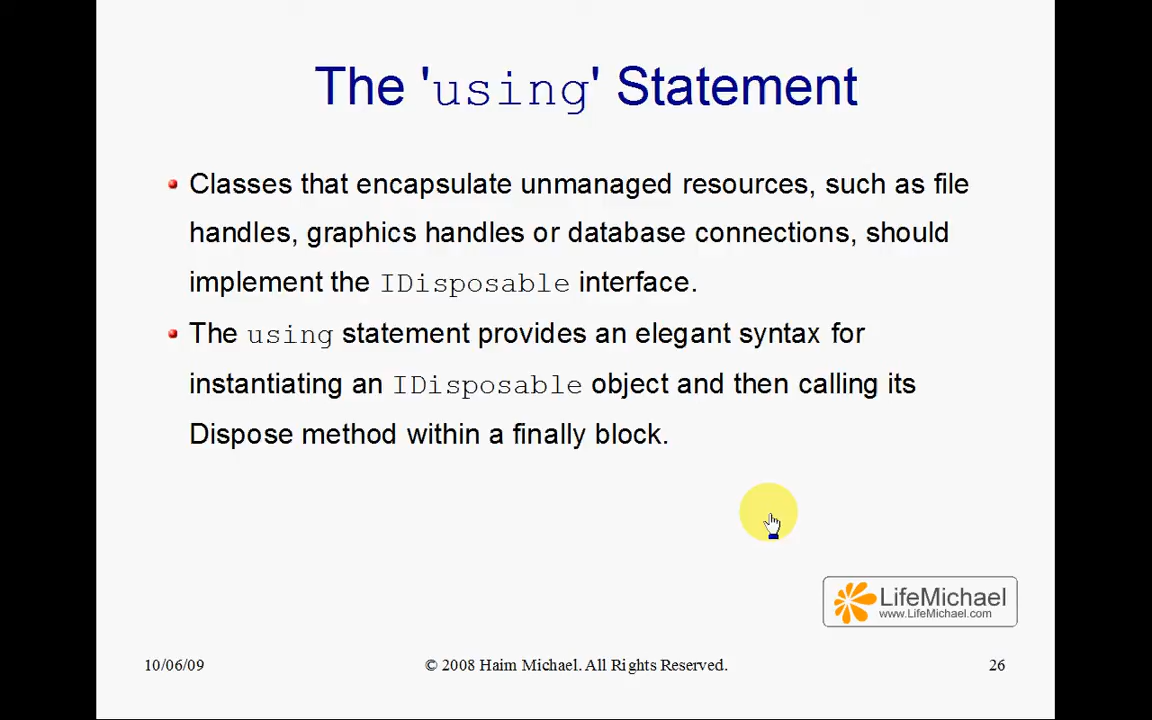 The 'using' Statement
Classes that encapsulate unmanaged resources, such as file
handles, graphics handles or database connections, should
implement the IDisposable interface.
The using statement provides an elegant syntax for
instantiating an IDisposable object and then calling its
Dispose method within a finally block.
LifeMichael
www.LifeMichael.com
10/06/09
© 2008 Haim Michael. All Rights Reserved.
26